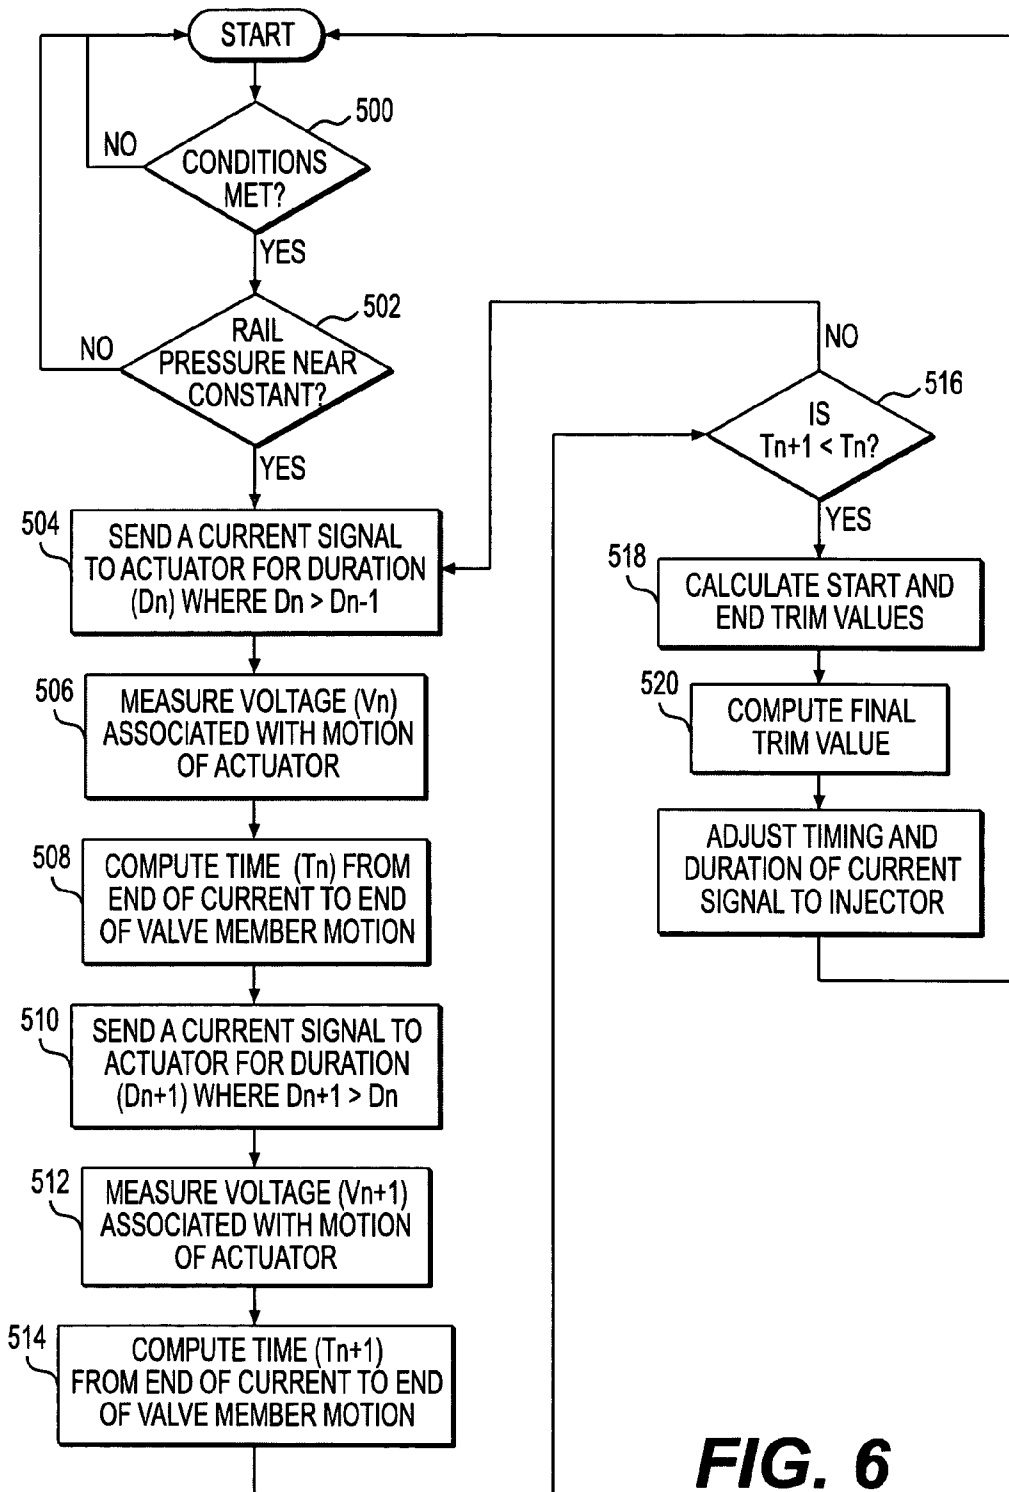 START
500
NO
CONDITIONS
MET?
YES
502
NO
RAIL
PRESSURE NEAR
CONSTANT?
YES
504
SEND A CURRENT SIGNAL
TO ACTUATOR FOR DURATION
(Dn) WHERE Dn > Dn-1
506
MEASURE VOLTAGE (Vn)
ASSOCIATED WITH MOTION
OF ACTUATOR
508
COMPUTE TIME (Tn) FROM
END OF CURRENT TO END
OF VALVE MEMBER MOTION
510
SEND A CURRENT SIGNAL TO
ACTUATOR FOR DURATION
(Dn+1) WHERE Dn+1 > Dn
512
MEASURE VOLTAGE (Vn+1)
ASSOCIATED WITH MOTION
OF ACTUATOR
514
COMPUTE TIME (Tn+1)
FROM END OF CURRENT TO END
OF VALVE MEMBER MOTION
NO
516
IS
Tn+1 < Tn?
YES
518
CALCULATE START AND
END TRIM VALUES
520
COMPUTE FINAL
TRIM VALUE
ADJUST TIMING AND
DURATION OF CURRENT
SIGNAL TO INJECTOR
FIG. 6